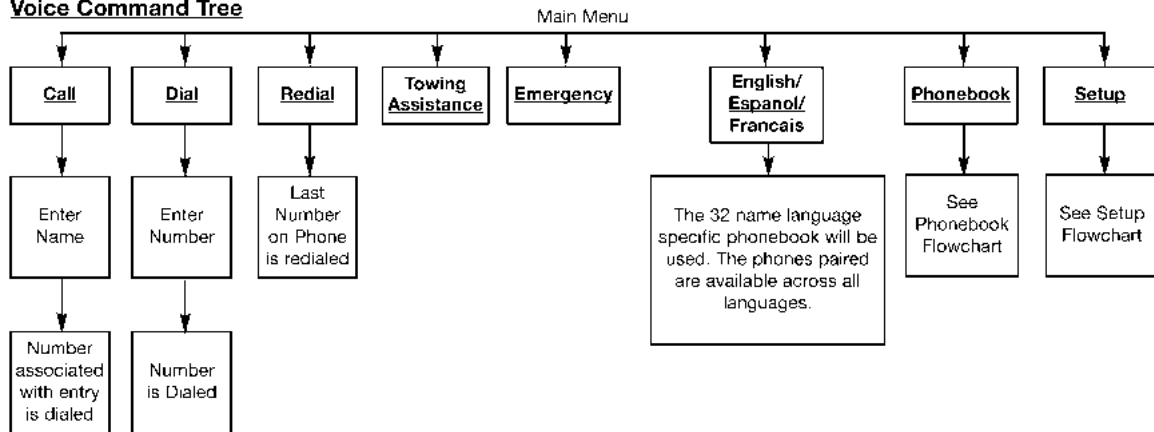 Voice Command Tree
Main Menu
Call
Dial
Redial
Towing
Assistance
Emergency
English/
Espanol/
Francais
Phonebook
Setup
Enter
Name
Enter
Number
Last
Number
on Phone
is redialed
The 32 name language
specific phonebook will be
used. The phones paired
are available across all
languages.
See
Phonebook
Flowchart
See Setup
Flowchart
Number
associated
with entry
is dialed
Number
is Dialed